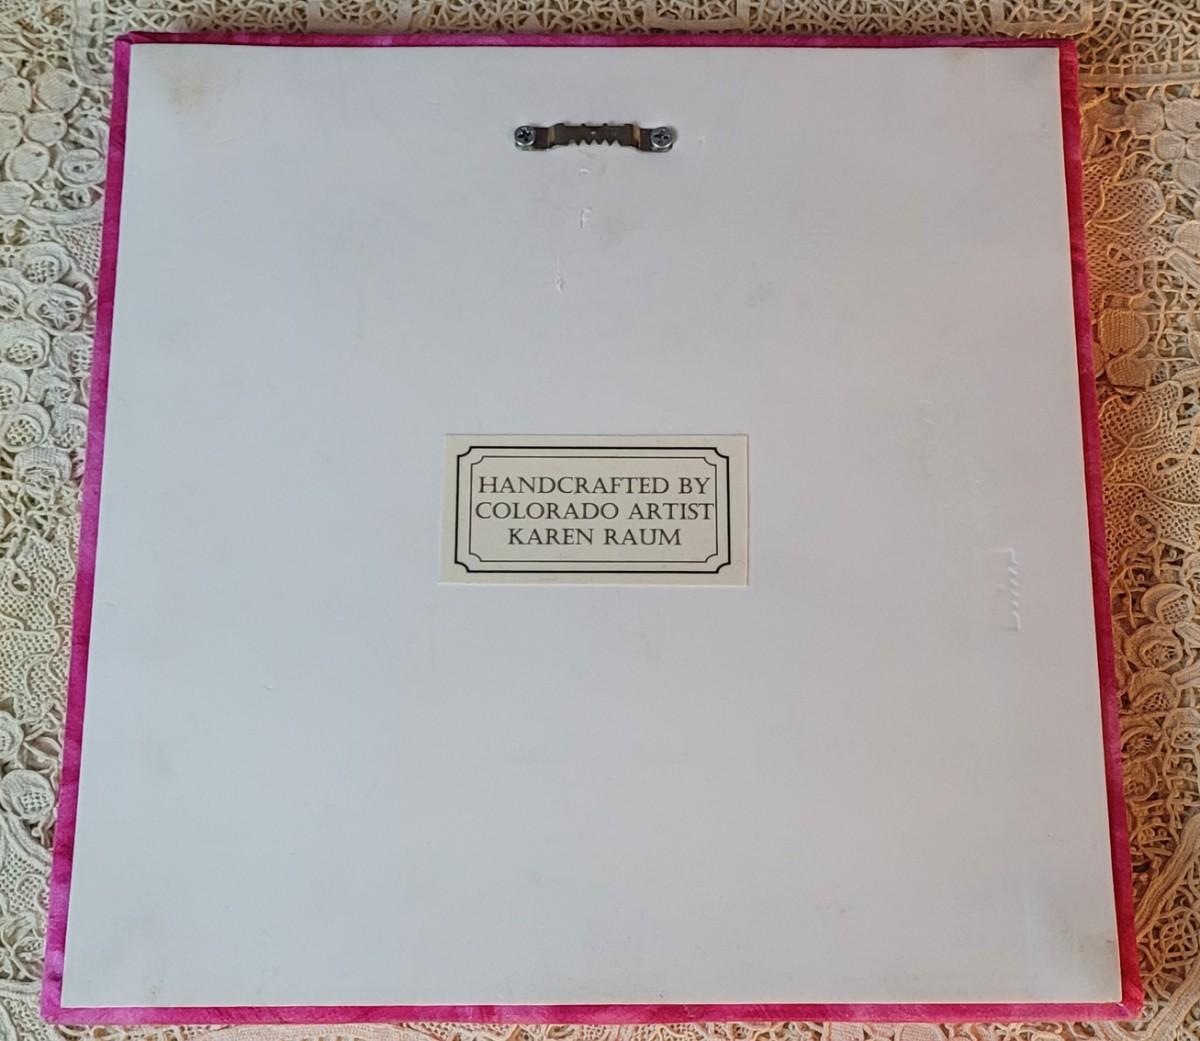 HANDCRAFTED BY
COLORADO ARTIST
KAREN RAUM